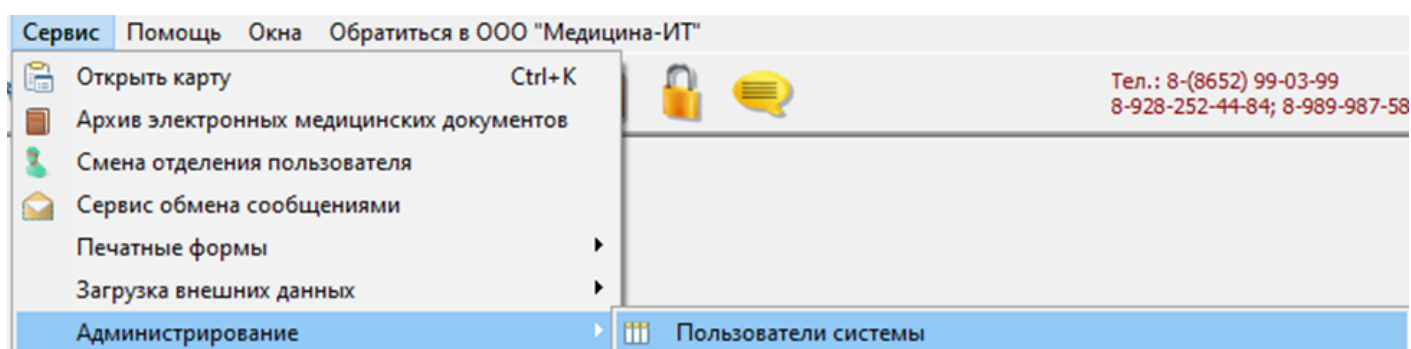 Сервис Помощь Окна Обратиться в ООО "Медицина-ИТ"
Открыть карту Ctrl+K
Тел.: 8-(8652) 99-03-99
8-928-252-44-84; 8-989-987-58
Архив электронных медицинских документов
Смена отделения пользователя
Сервис обмена сообщениями
Печатные формы
Загрузка внешних данных
Администрирование
Пользователи системы